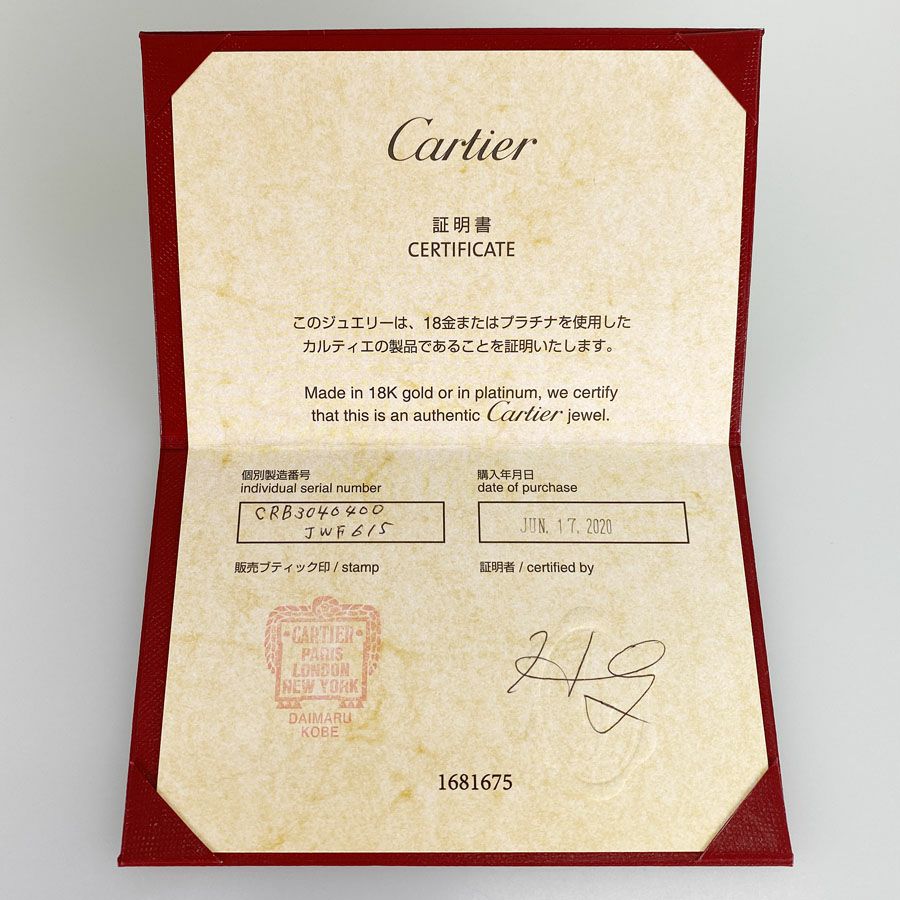 Cartier
証明書
CERTIFICATE
このジュエリーは、18金またはプラチナを使用した
カルティエの製品であることを証明いたします。
Made in 18K gold or in platinum, we certify
that this is an authentic Cartier jewel.
個別製造番号
individual serial number
CRB3040400
JWF615
購入年月日
date of purchase
JUN. 17. 2020
販売ブティック印 / stamp
証明者 / certified by
CARTIER
PARIS
LONDON
NEW YORK
DAIMARU
KOBE
1681675